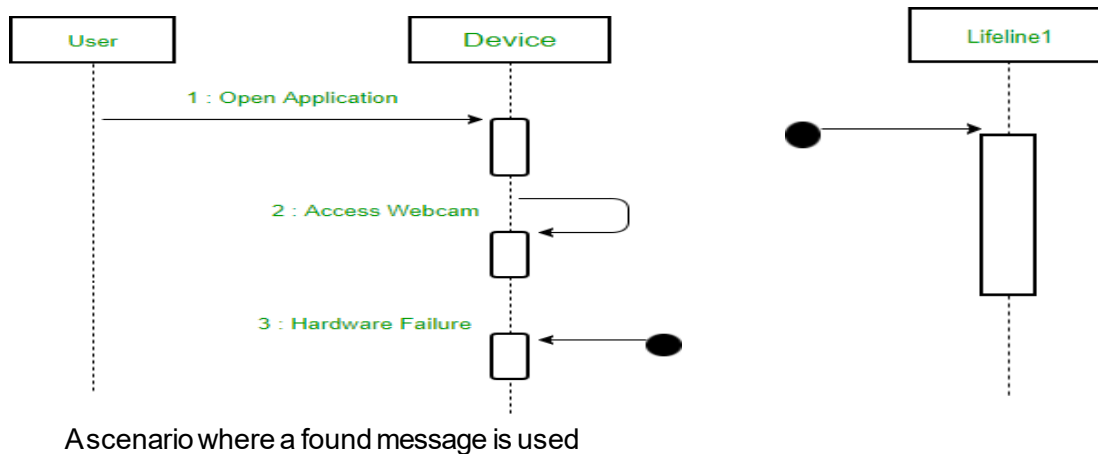 User
Device
Lifeline1
1 : Open Application
2 : Access Webcam
3 : Hardware Failure
A scenario where a found message is used